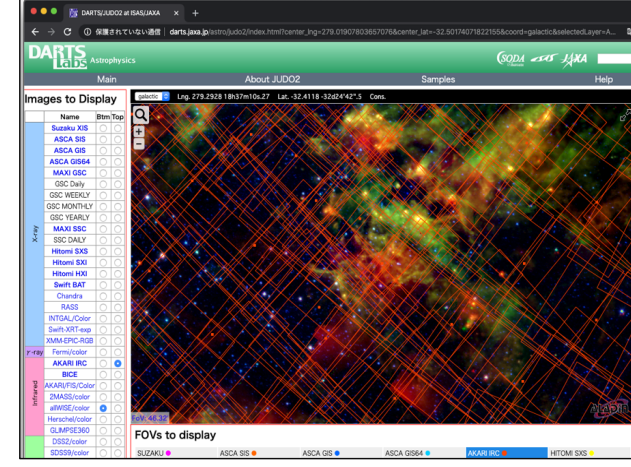 DARTS/JUDO2 at ISAS/JAXA
保護されていない通信 | darts.jaxa.jp/astro/judo2/index.html?center_lng=279.01907803657076&center_lat=-32.50174071822155&coord=galactic&selectedLayer=A...
DARTS Labs Astrophysics
SODA ISAS JAXA
Main About JUDO2 Samples Help
Images to Display
galactic Lng. 279.2928 18h37m10s.27 Lat. -32.4118 -32d24'42".5 Cons.
Name Btm Top
X-ray
Suzaku XIS
ASCA SIS
ASCA GIS
ASCA GIS64
MAXI GSC
GSC Daily
GSC WEEKLY
GSC MONTHLY
GSC YEARLY
MAXI SSC
SSC DAILY
Hitomi SXS
Hitomi SXI
Hitomi HXI
Swift BAT
Chandra
RASS
INTGAL/Color
Swift-XRT-exp
XMM-EPIC-RGB
γ-ray Fermi/color
Infrared
AKARI IRC
BICE
AKARI/FIS/Color
2MASS/color
allWISE/color
Herschel/color
GLIMPSE360
DSS2/color
SDSS9/color
FoV: 46.32'
Aladin
FOVs to display
SUZAKU ASCA SIS ASCA GIS ASCA GIS64 AKARI IRC HITOMI SXS